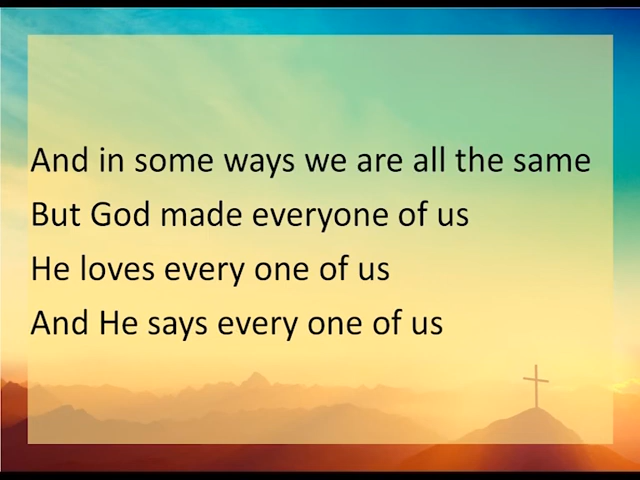 And in some ways we are all the same
But God made everyone of us
He loves every one of us
And He says every one of us